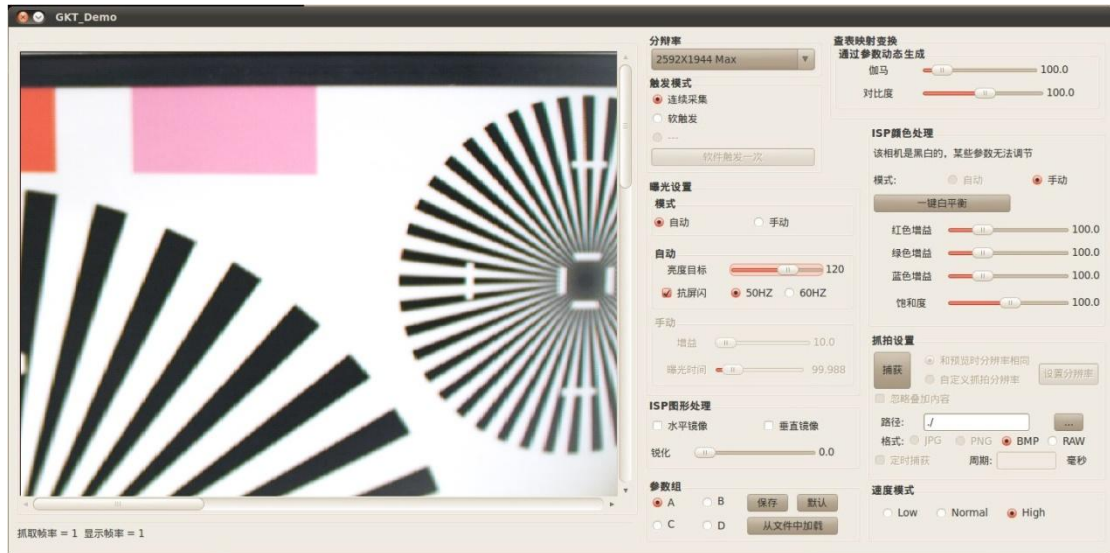 GKT_Demo
分辩率
2592X1944 Max
触发模式
连续采集
软触发
---
软件触发一次
曝光设置
模式
自动 手动
自动
亮度目标 120
抗屏闪 50HZ 60HZ
手动
增益 10.0
曝光时间 99.988
ISP图形处理
水平镜像 垂直镜像
锐化 0.0
参数组
A B 保存 默认
C D 从文件中加载
查表映射变换
通过参数动态生成
伽马 100.0
对比度 100.0
ISP颜色处理
该相机是黑白的，某些参数无法调节
模式: 自动 手动
一键白平衡
红色增益 100.0
绿色增益 100.0
蓝色增益 100.0
饱和度 100.0
抓拍设置
捕获 和预览时分辨率相同
自定义抓拍分辨率 设置分辨率
忽略叠加内容
路径: ./ ...
格式: JPG PNG BMP RAW
定时捕获 周期: 毫秒
速度模式
Low Normal High
抓取帧率 = 1 显示帧率 = 1